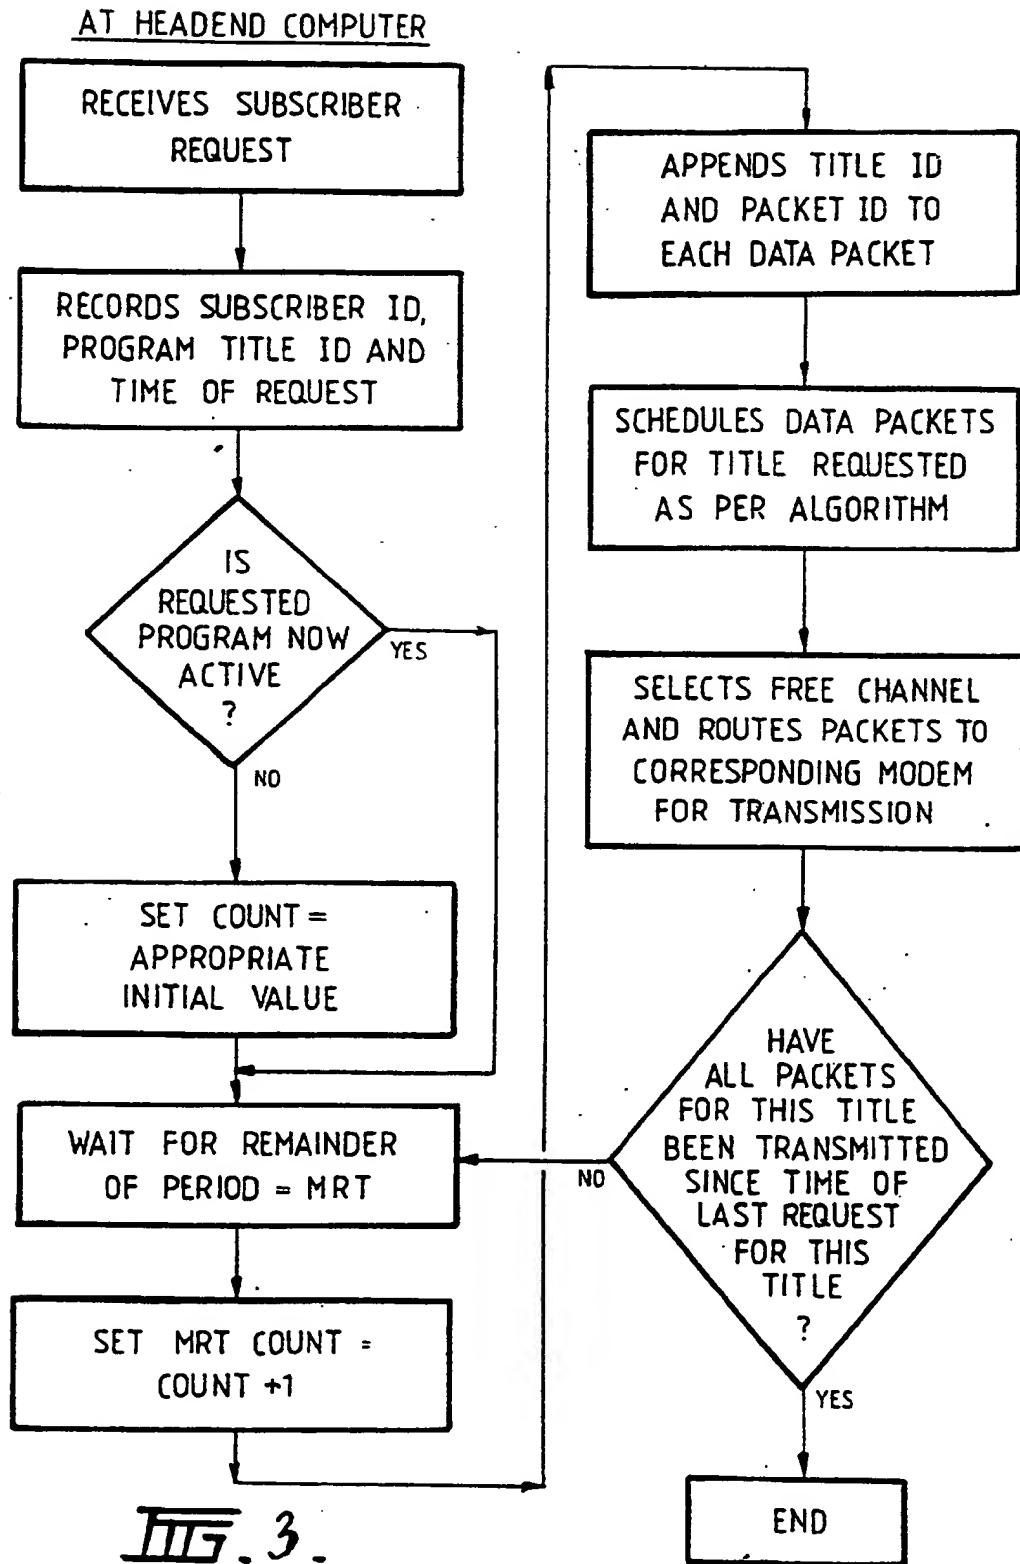 AT HEADEND COMPUTER
RECEIVES SUBSCRIBER
REQUEST
RECORDS SUBSCRIBER ID,
PROGRAM TITLE ID AND
TIME OF REQUEST
IS
REQUESTED
PROGRAM NOW
ACTIVE
?
YES
NO
SET COUNT =
APPROPRIATE
INITIAL VALUE
WAIT FOR REMAINDER
OF PERIOD = MRT
SET MRT COUNT =
COUNT +1
APPENDS TITLE ID
AND PACKET ID TO
EACH DATA PACKET
SCHEDULES DATA PACKETS
FOR TITLE REQUESTED
AS PER ALGORITHM
SELECTS FREE CHANNEL
AND ROUTES PACKETS TO
CORRESPONDING MODEM
FOR TRANSMISSION
HAVE
ALL PACKETS
FOR THIS TITLE
BEEN TRANSMITTED
SINCE TIME OF
LAST REQUEST
FOR THIS
TITLE
?
NO
YES
END
FIG. 3.